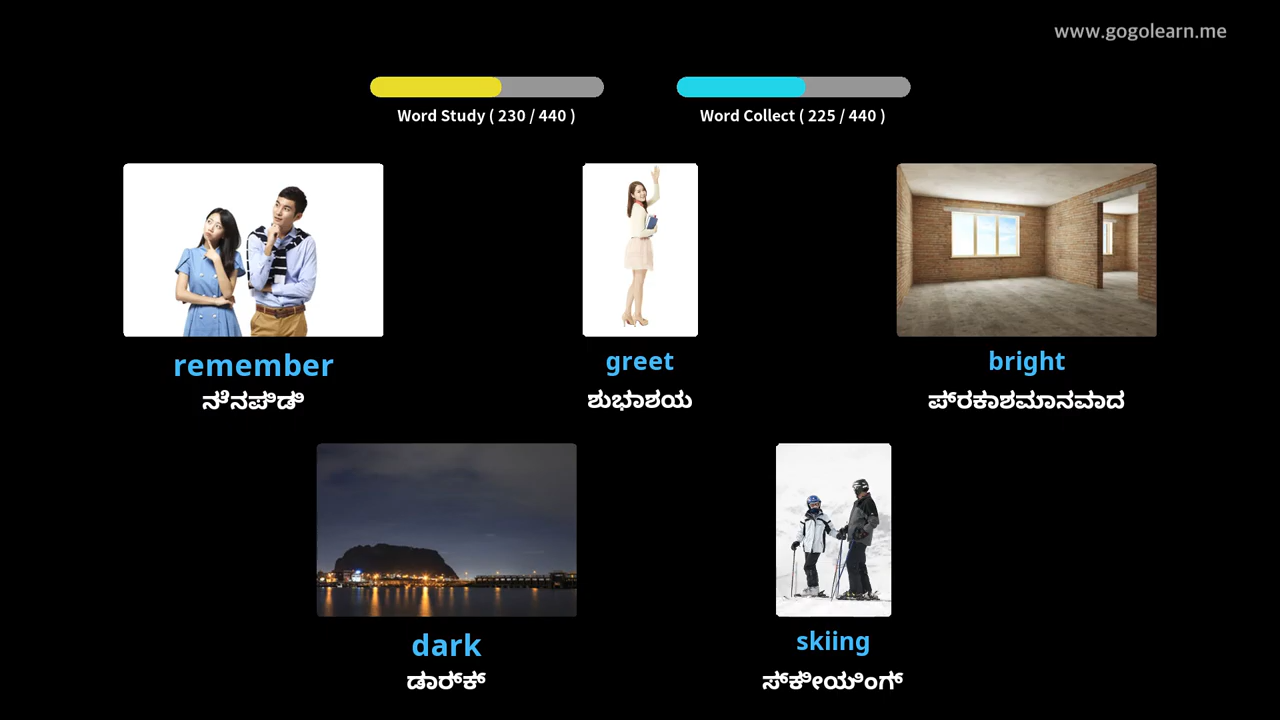 www.gogolearn.me
Word Study ( 230 / 440 )
Word Collect ( 225 / 440 )
remember
ನೆನಪಿಡಿ
greet
ಶುಭಾಶಯ
bright
ಪ್ರಕಾಶಮಾನವಾದ
dark
ಡಾರ್ಕ್
skiing
ಸ್ಕೀಯಿಂಗ್